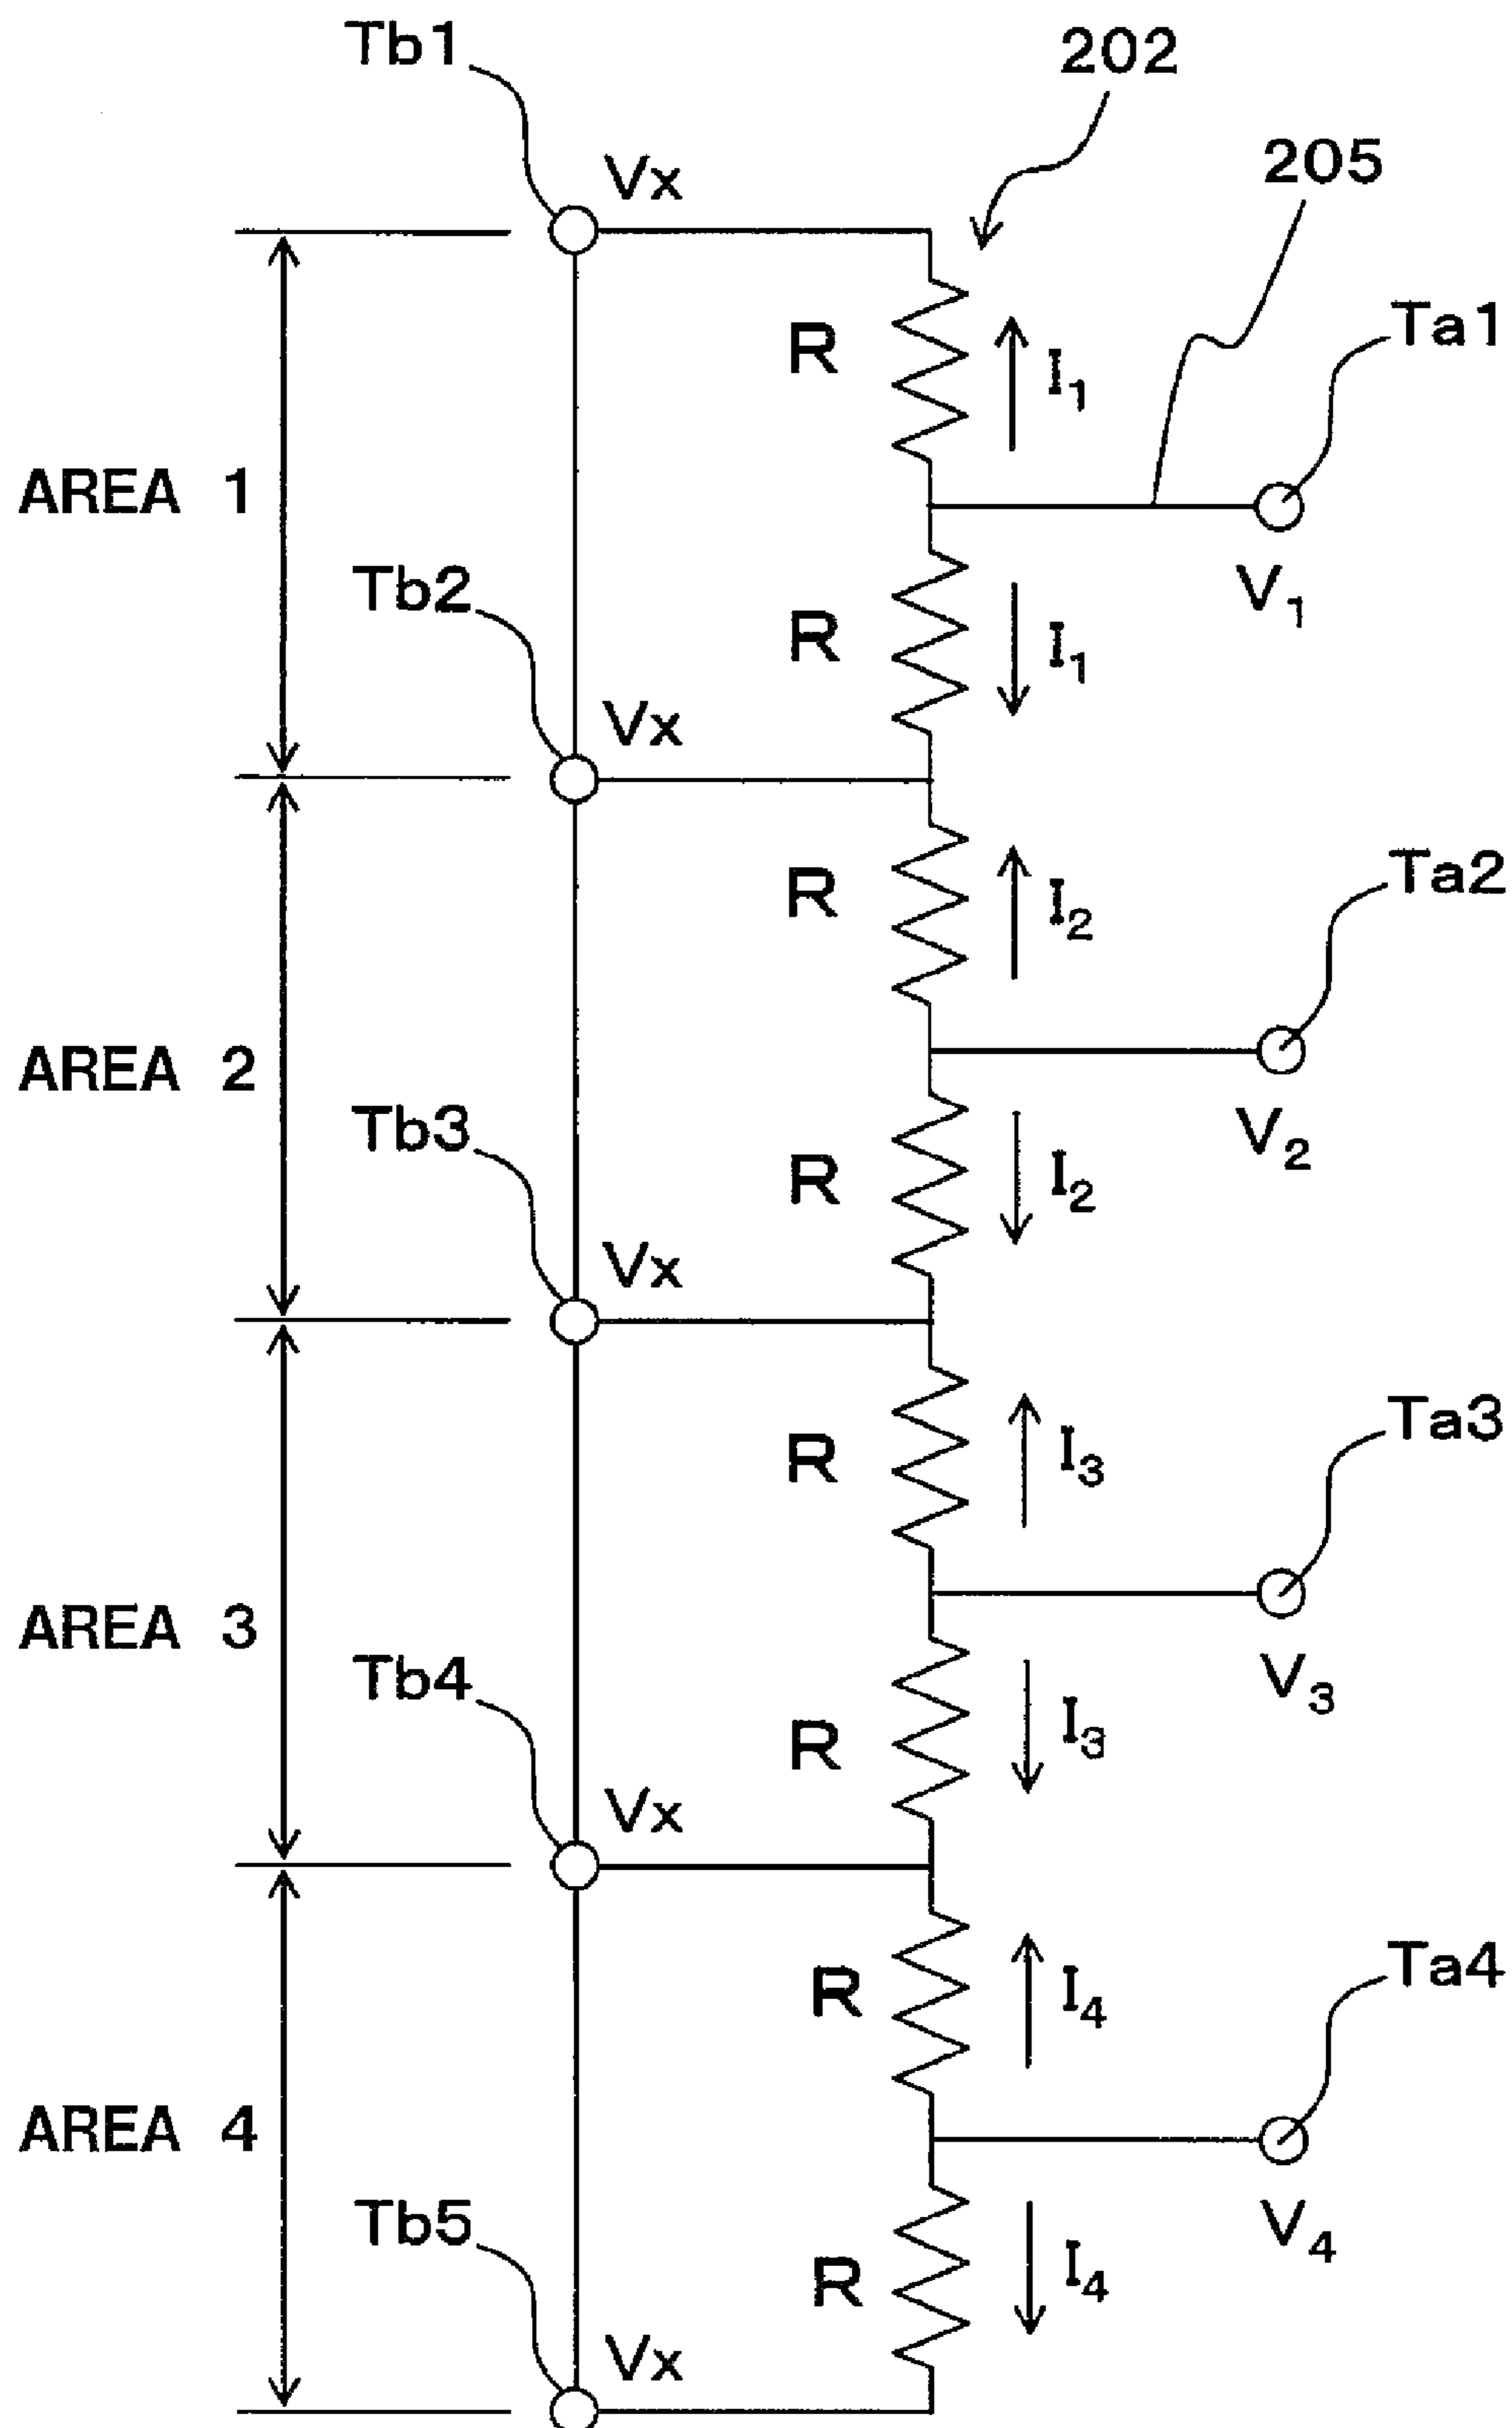 Tb1
202
Vx
205
R
I₁
Ta1
AREA 1
V₁
Tb2
R
I₁
Vx
R
I₂
Ta2
AREA 2
V₂
Tb3
R
I₂
Vx
R
I₃
Ta3
AREA 3
V₃
Tb4
R
I₃
Vx
R
I₄
Ta4
AREA 4
V₄
Tb5
R
I₄
Vx